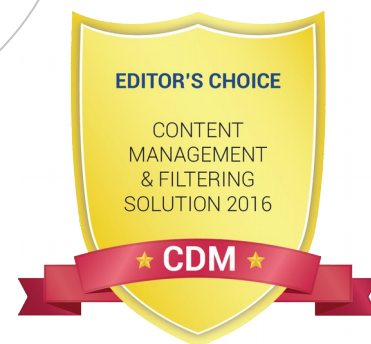 EDITOR'S CHOICE
CONTENT
MANAGEMENT
& FILTERING
SOLUTION 2016
CDM